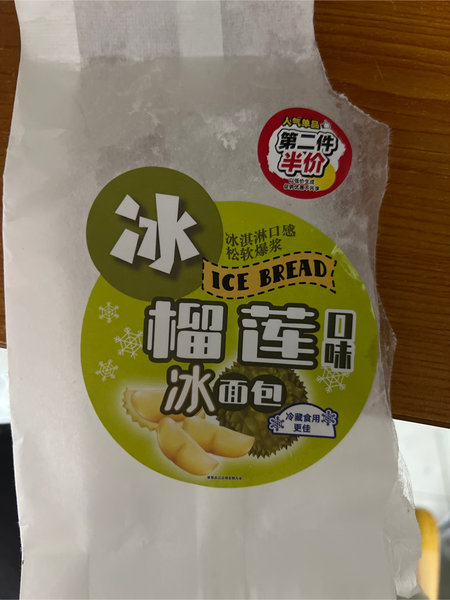 人气单品
第二件
半价
冰
冰淇淋口感
松软爆浆
ICE BREAD
榴莲口味
冰面包
冷藏食用
更佳